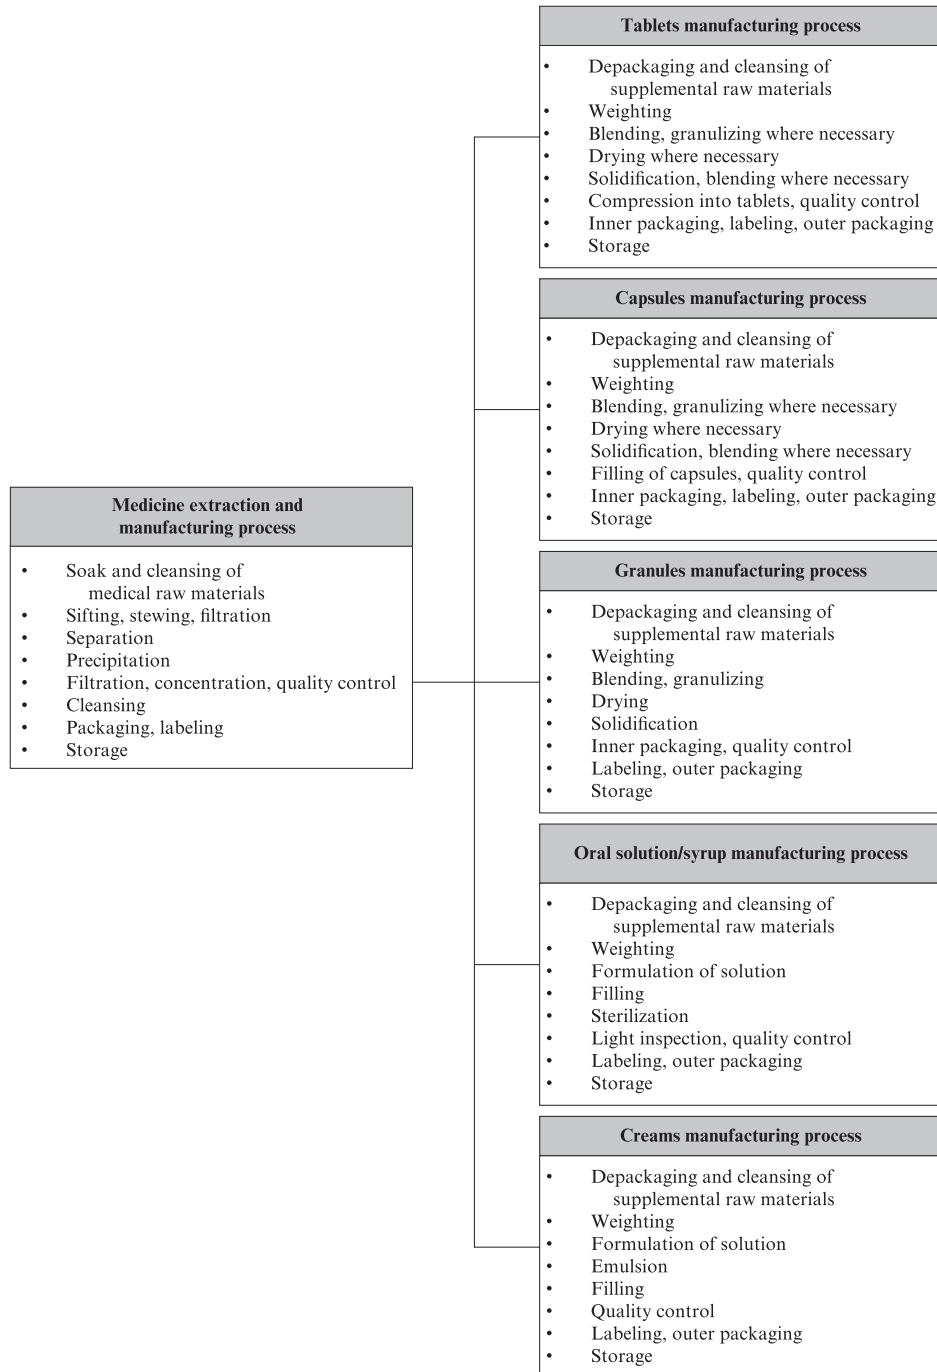 Tablets manufacturing process
• Depackaging and cleansing of
supplemental raw materials
• Weighting
• Blending, granulizing where necessary
• Drying where necessary
• Solidification, blending where necessary
• Compression into tablets, quality control
• Inner packaging, labeling, outer packaging
• Storage
Capsules manufacturing process
• Depackaging and cleansing of
supplemental raw materials
• Weighting
• Blending, granulizing where necessary
• Drying where necessary
• Solidification, blending where necessary
• Filling of capsules, quality control
• Inner packaging, labeling, outer packaging
• Storage
Medicine extraction and
manufacturing process
• Soak and cleansing of
medical raw materials
• Sifting, stewing, filtration
• Separation
• Precipitation
• Filtration, concentration, quality control
• Cleansing
• Packaging, labeling
• Storage
Granules manufacturing process
• Depackaging and cleansing of
supplemental raw materials
• Weighting
• Blending, granulizing
• Drying
• Solidification
• Inner packaging, quality control
• Labeling, outer packaging
• Storage
Oral solution/syrup manufacturing process
• Depackaging and cleansing of
supplemental raw materials
• Weighting
• Formulation of solution
• Filling
• Sterilization
• Light inspection, quality control
• Labeling, outer packaging
• Storage
Creams manufacturing process
• Depackaging and cleansing of
supplemental raw materials
• Weighting
• Formulation of solution
• Emulsion
• Filling
• Quality control
• Labeling, outer packaging
• Storage